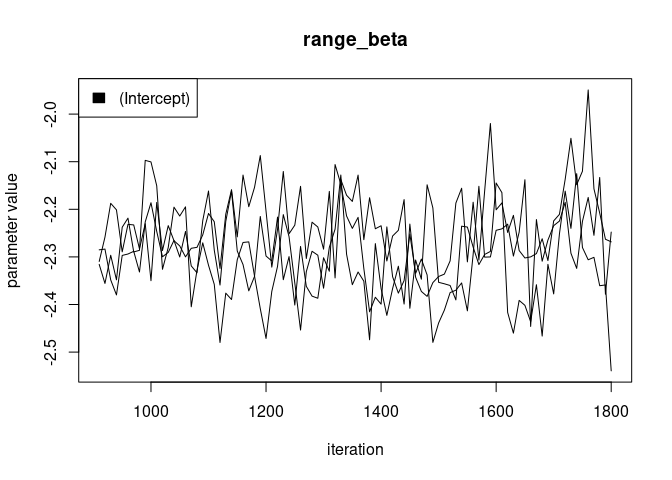 range_beta
(Intercept)
parameter value
-2.0
-2.1
-2.2
-2.3
-2.4
-2.5
1000 1200 1400 1600 1800
iteration